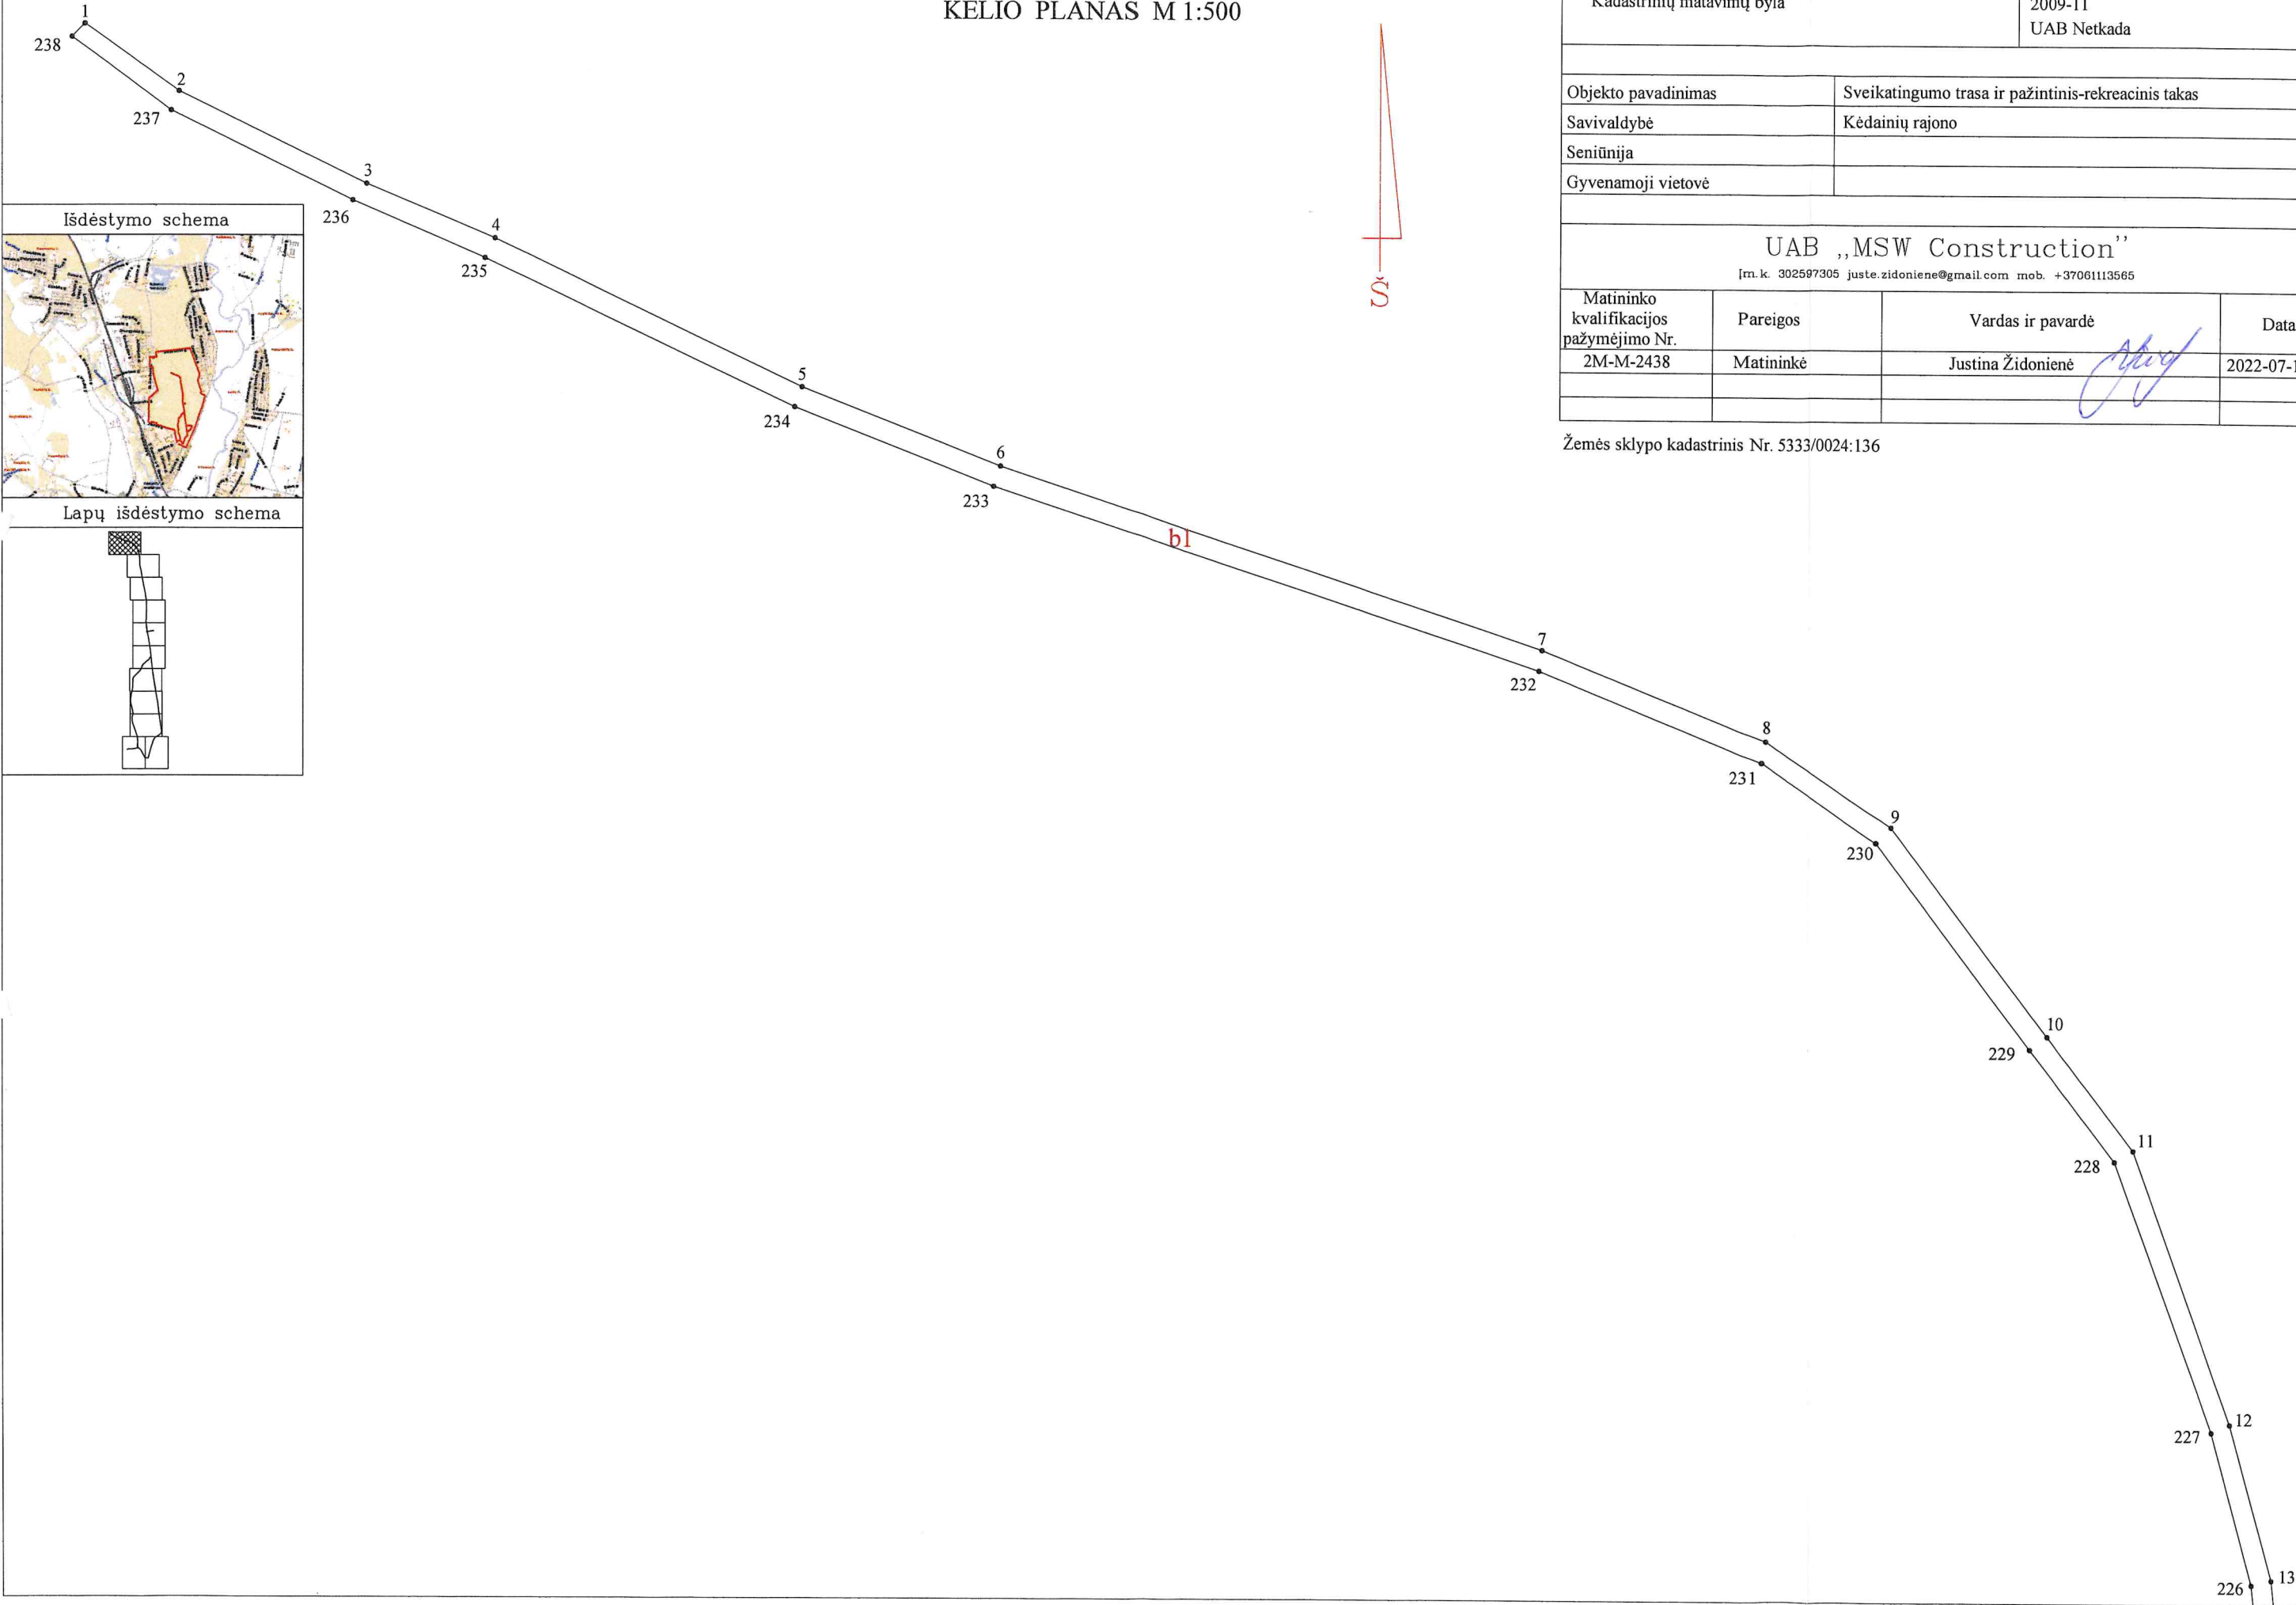 KELIO PLANAS M 1:500
Kadastrinių matavimų byla
2009-11
UAB Netkada
Objekto pavadinimas Sveikatingumo trasa ir pažintinis-rekreacinis takas
Savivaldybė Kėdainių rajono
Seniūnija
Gyvenamoji vietovė
UAB „MSW Construction”
Įm.k. 302597305 juste.zidoniene@gmail.com mob. +37061113565
Matininko kvalifikacijos pažymėjimo Nr. Pareigos Vardas ir pavardė Data
2M-M-2438 Matininkė Justina Židonienė 2022-07-1
Žemės sklypo kadastrinis Nr. 5333/0024:136
Š
Išdėstymo schema
Lapų išdėstymo schema
1
238
2
237
3
236
4
235
5
234
6
233
b1
7
232
8
231
9
230
10
229
11
228
12
227
13
226